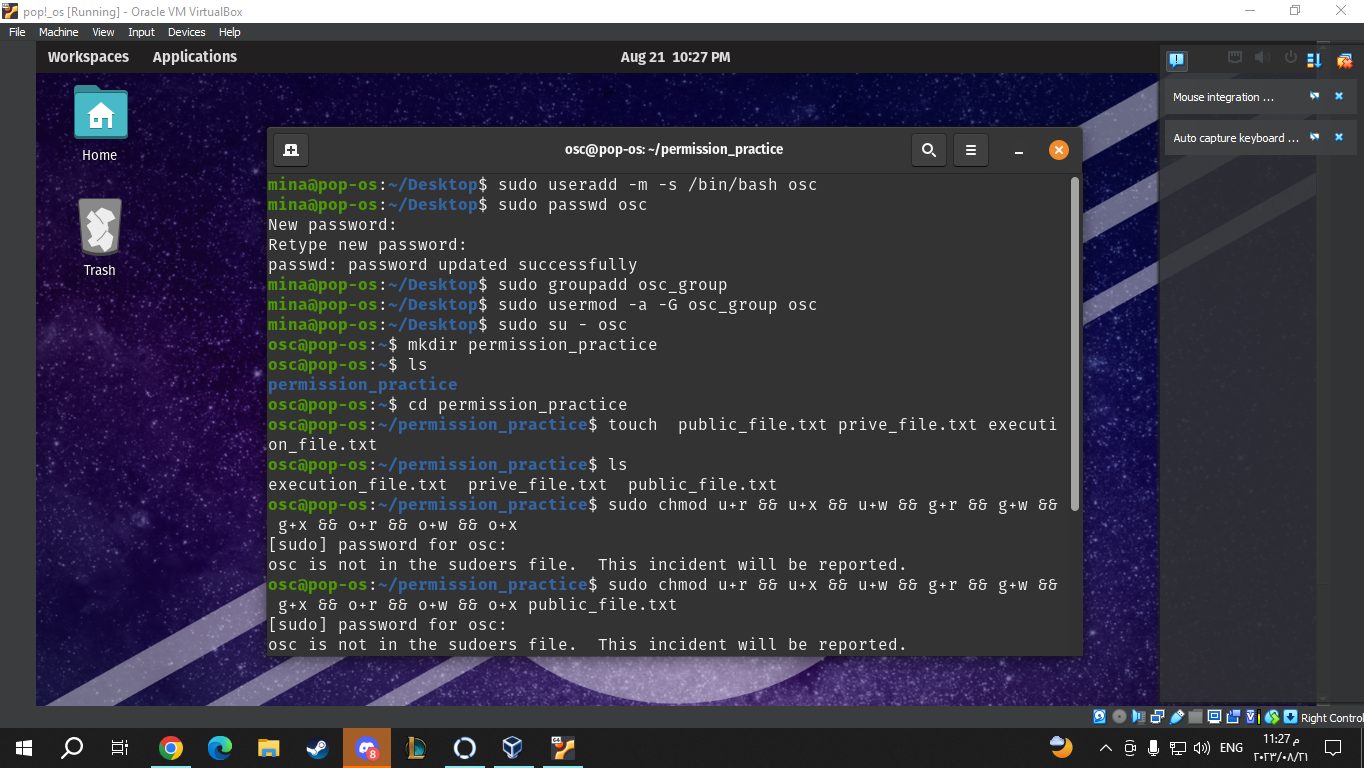 pop!_os [Running] - Oracle VM VirtualBox
File Machine View Input Devices Help
Workspaces Applications Aug 21 10:27 PM
Mouse integration ...
Auto capture keyboard ...
Home
Trash
osc@pop-os: ~/permission_practice
mina@pop-os:~/Desktop$ sudo useradd -m -s /bin/bash osc
mina@pop-os:~/Desktop$ sudo passwd osc
New password:
Retype new password:
passwd: password updated successfully
mina@pop-os:~/Desktop$ sudo groupadd osc_group
mina@pop-os:~/Desktop$ sudo usermod -a -G osc_group osc
mina@pop-os:~/Desktop$ sudo su - osc
osc@pop-os:~$ mkdir permission_practice
osc@pop-os:~$ ls
permission_practice
osc@pop-os:~$ cd permission_practice
osc@pop-os:~/permission_practice$ touch  public_file.txt prive_file.txt executi
on_file.txt
osc@pop-os:~/permission_practice$ ls
execution_file.txt  prive_file.txt  public_file.txt
osc@pop-os:~/permission_practice$ sudo chmod u+r && u+x && u+w && g+r && g+w &&
 g+x && o+r && o+w && o+x
[sudo] password for osc:
osc is not in the sudoers file.  This incident will be reported.
osc@pop-os:~/permission_practice$ sudo chmod u+r && u+x && u+w && g+r && g+w &&
 g+x && o+r && o+w && o+x public_file.txt
[sudo] password for osc:
osc is not in the sudoers file.  This incident will be reported.
Right Control
8
64
ENG
11:27 م
٢٠٢٣/٠٨/٢١